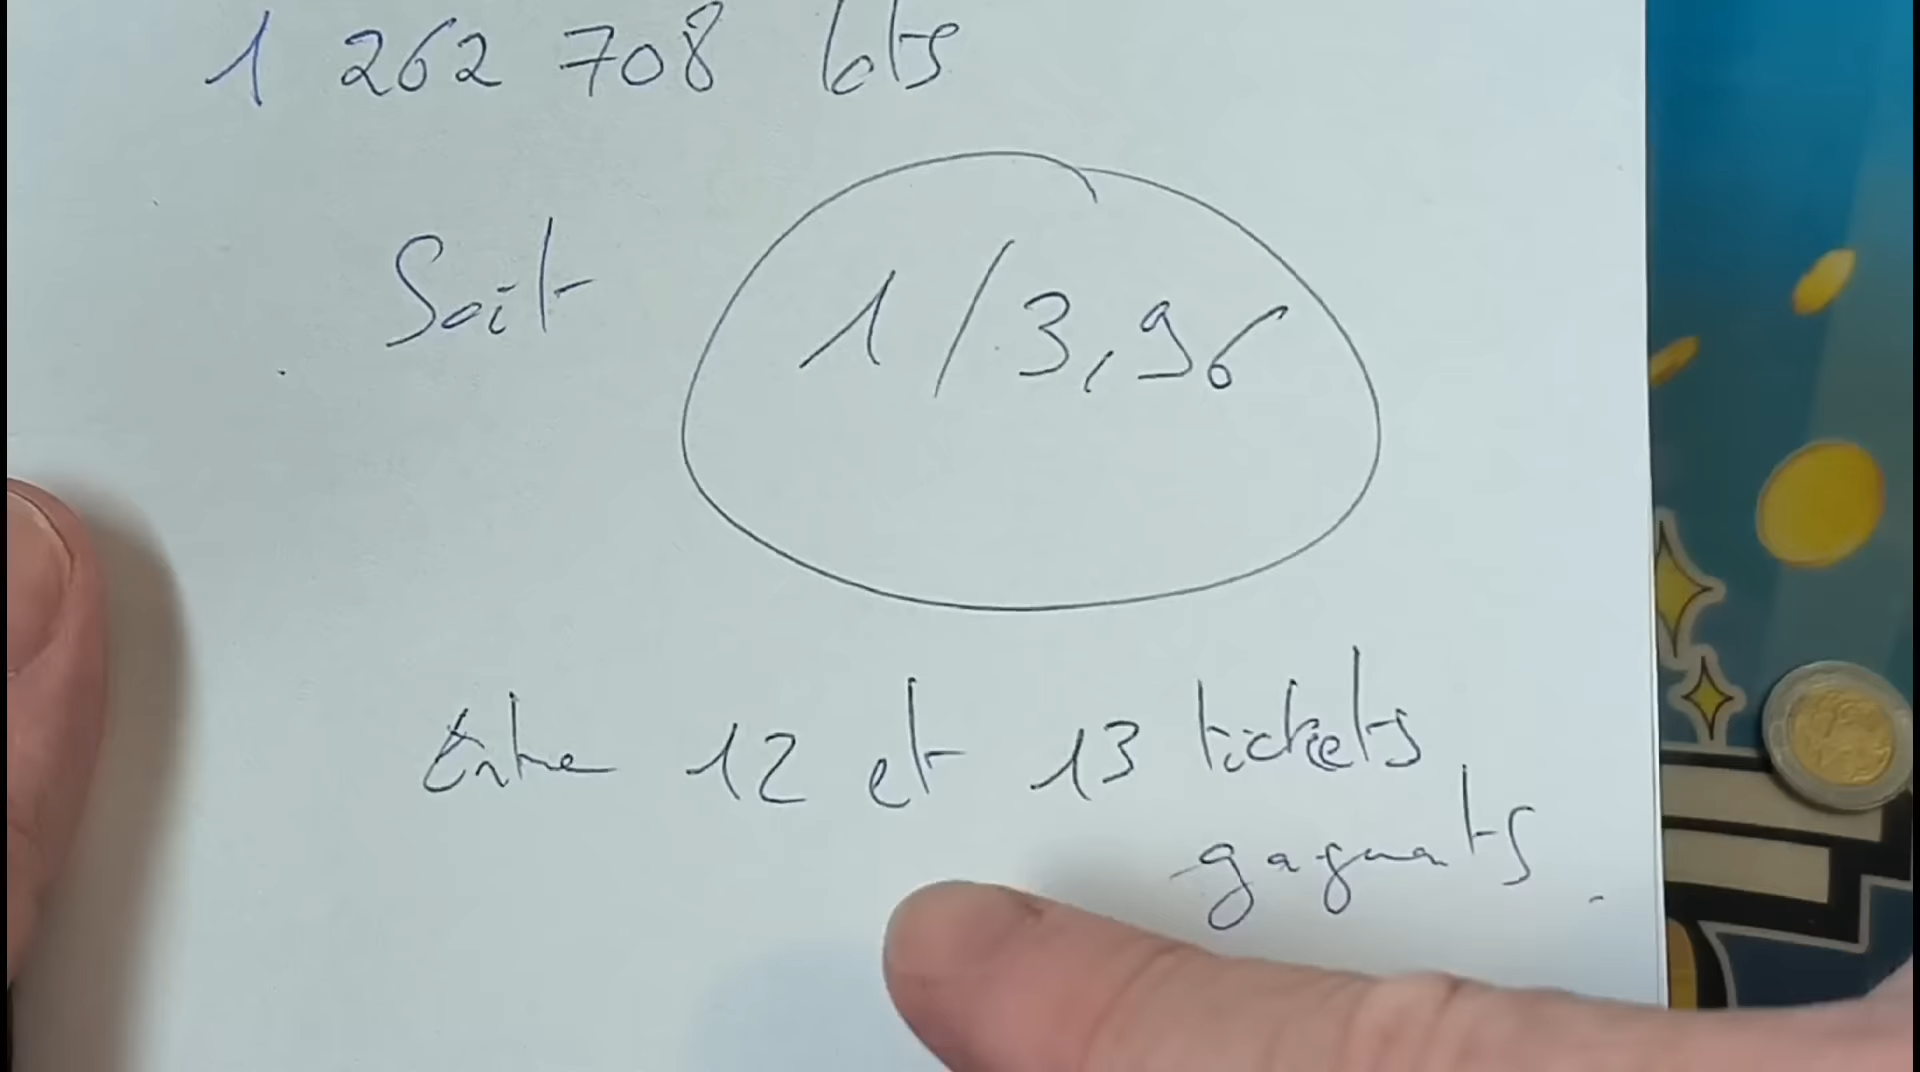 1 262 708 lots
Soit 1/3,96
Entre 12 et 13 tickets
gagnants.